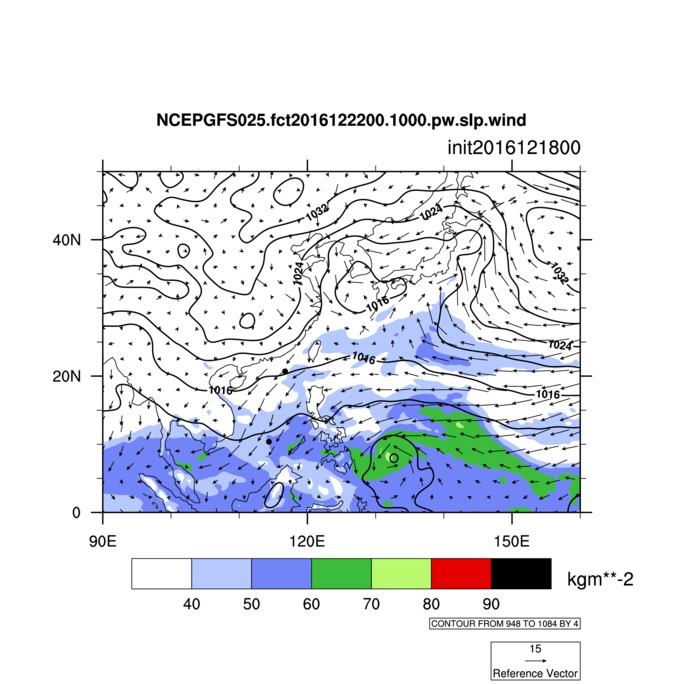 NCEPGFS025.fct2016122200.1000.pw.slp.wind
init2016121800
1032
1024
40N
1024
1032
1016
1024
1016
20N
1016
1016
0
90E 120E 150E
kgm**-2
40 50 60 70 80 90
CONTOUR FROM 948 TO 1084 BY 4
15
Reference Vector